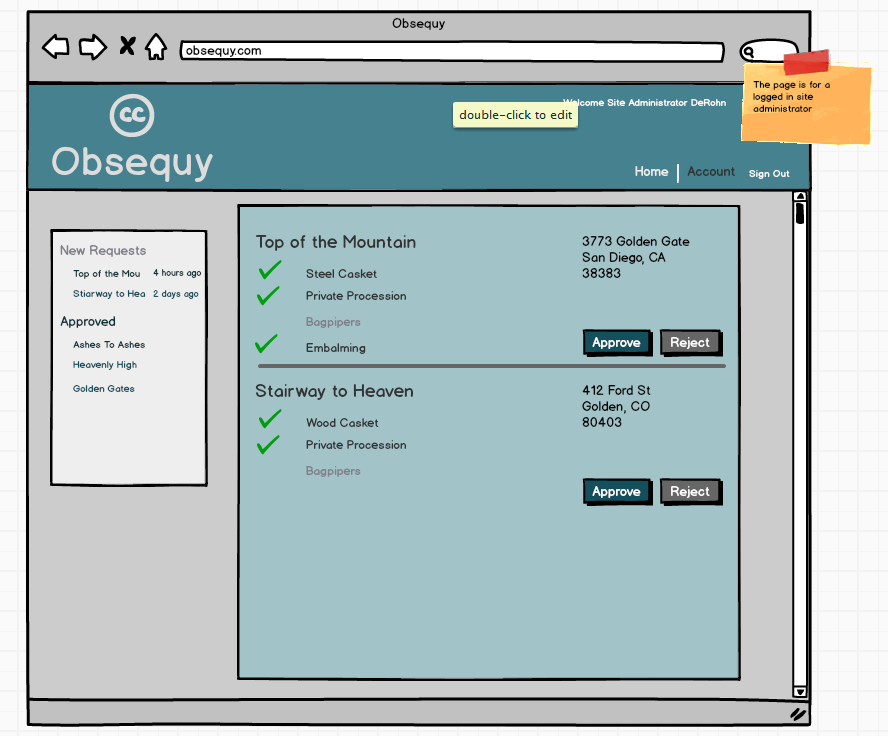 Obsequy
obsequy.com
The page is for a
logged in site
administrator
Welcome Site Administrator DeRohn
double-click to edit
cc
Obsequy
Home
Account
Sign Out
New Requests
Top of the Mou 4 hours ago
Stiarway to Hea 2 days ago
Approved
Ashes To Ashes
Heavenly High
Golden Gates
Top of the Mountain
3773 Golden Gate
San Diego, CA
38383
Steel Casket
Private Procession
Bagpipers
Embalming
Approve
Reject
Stairway to Heaven
412 Ford St
Golden, CO
80403
Wood Casket
Private Procession
Bagpipers
Approve
Reject